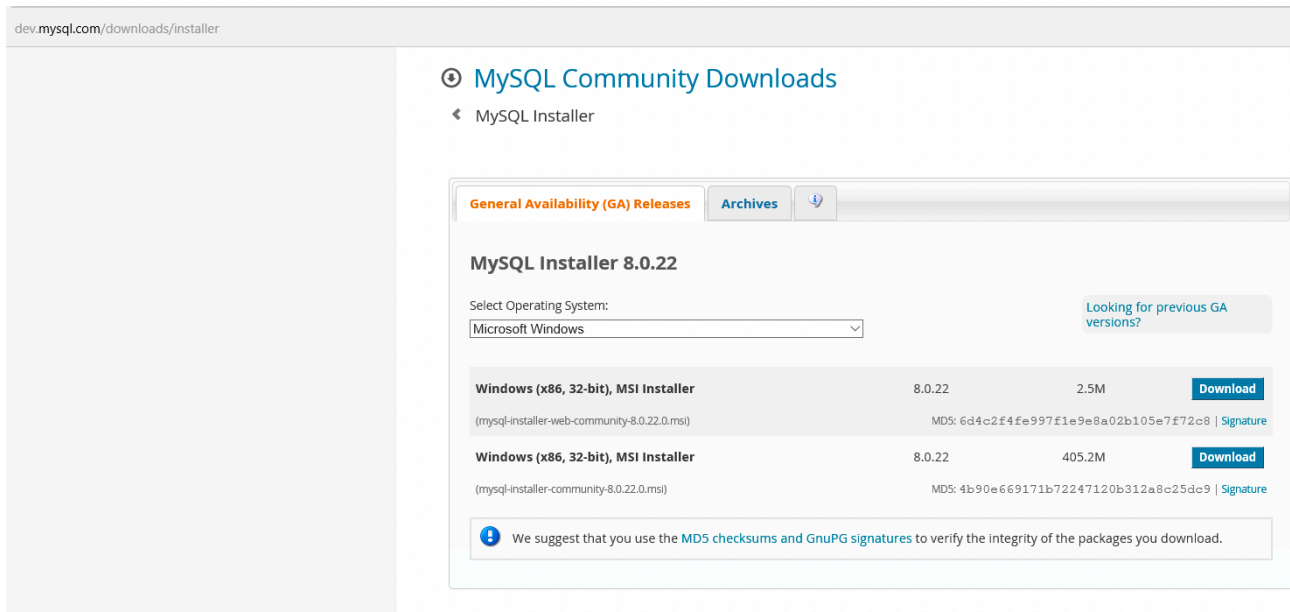 dev.mysql.com/downloads/installer
MySQL Community Downloads
MySQL Installer
General Availability (GA) Releases
Archives
MySQL Installer 8.0.22
Select Operating System:
Microsoft Windows
Looking for previous GA
versions?
Windows (x86, 32-bit), MSI Installer 8.0.22 2.5M Download
(mysql-installer-web-community-8.0.22.0.msi) MD5: 6d4c2f4fe997f1e9e8a02b105e7f72c8 | Signature
Windows (x86, 32-bit), MSI Installer 8.0.22 405.2M Download
(mysql-installer-community-8.0.22.0.msi) MD5: 4b90e669171b72247120b312a8c25dc9 | Signature
We suggest that you use the MD5 checksums and GnuPG signatures to verify the integrity of the packages you download.